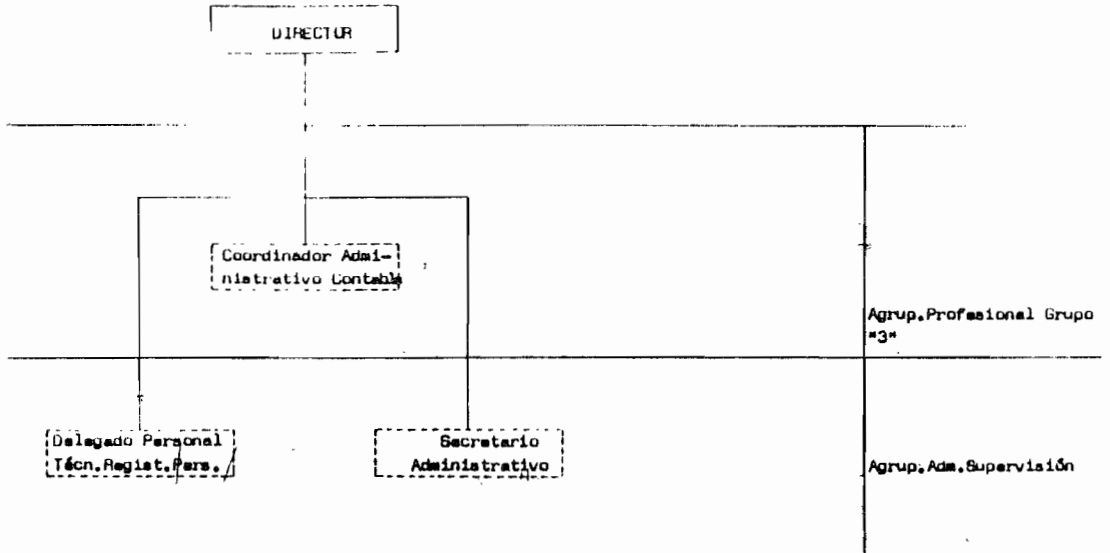 DIRECTOR
Coordinador Admi-
nistrativo Contable
Agrup.Profesional Grupo
"3"
Delegado Personal
Técn.Regist.Pers.
Secretario
Administrativo
Agrup.Adm.Supervisión